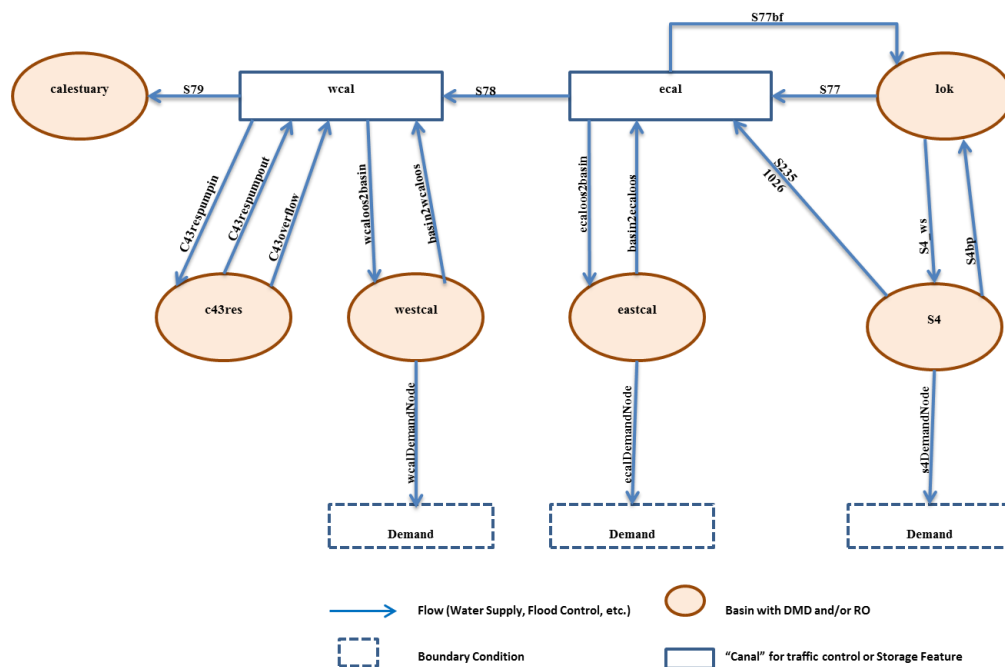 S77bf
calestuary
S79
wcal
S78
ecal
S77
lok
C43respumpin
C43respumpout
C43overflow
wcaloos2basin
basin2wcaloos
ecaloos2basin
basin2ecaloos
S235
1026
S4_ws
S4bp
c43res
westcal
eastcal
S4
wcalDemandNode
ecalDemandNode
s4DemandNode
Demand
Demand
Demand
Flow (Water Supply, Flood Control, etc.)
Basin with DMD and/or RO
Boundary Condition
“Canal” for traffic control or Storage Feature